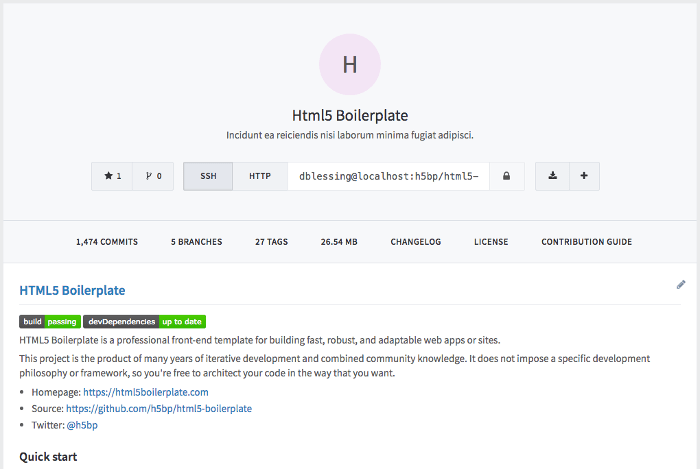 H
Html5 Boilerplate
Incidunt ea reiciendis nisi laborum minima fugiat adipisci.
1 0 SSH HTTP dblessing@localhost:h5bp/html5-
1,474 COMMITS 5 BRANCHES 27 TAGS 26.54 MB CHANGELOG LICENSE CONTRIBUTION GUIDE
HTML5 Boilerplate
build passing devDependencies up to date
HTML5 Boilerplate is a professional front-end template for building fast, robust, and adaptable web apps or sites.
This project is the product of many years of iterative development and combined community knowledge. It does not impose a specific development
philosophy or framework, so you're free to architect your code in the way that you want.
• Homepage: https://html5boilerplate.com
• Source: https://github.com/h5bp/html5-boilerplate
• Twitter: @h5bp
Quick start